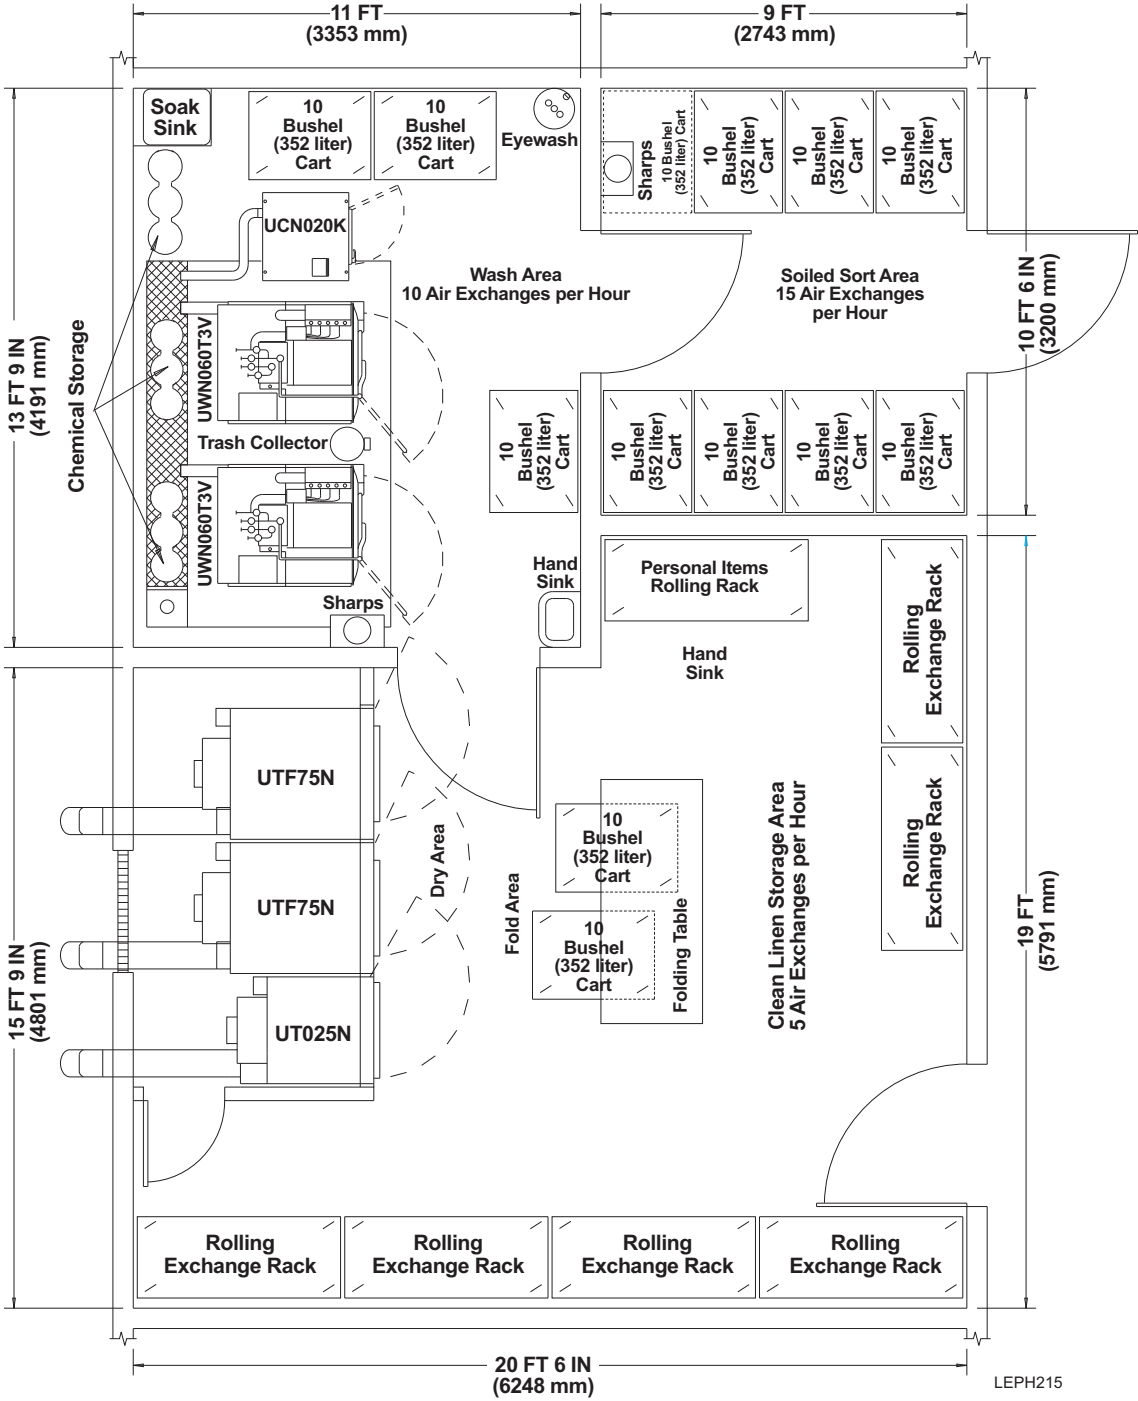 11 FT
(3353 mm)
9 FT
(2743 mm)
Soak
Sink
10
Bushel
(352 liter)
Cart
10
Bushel
(352 liter)
Cart
Eyewash
Sharps
10 Bushel
(352 liter) Cart
10
Bushel
(352 liter)
Cart
10
Bushel
(352 liter)
Cart
10
Bushel
(352 liter)
Cart
UCN020K
Wash Area
10 Air Exchanges per Hour
Soiled Sort Area
15 Air Exchanges
per Hour
10 FT 6 IN
(3200 mm)
13 FT 9 IN
(4191 mm)
Chemical Storage
UWN060T3V
Trash Collector
UWN060T3V
10
Bushel
(352 liter)
Cart
10
Bushel
(352 liter)
Cart
10
Bushel
(352 liter)
Cart
10
Bushel
(352 liter)
Cart
10
Bushel
(352 liter)
Cart
Hand
Sink
Sharps
Personal Items
Rolling Rack
Rolling
Exchange Rack
Hand
Sink
UTF75N
UTF75N
UT025N
Dry Area
Fold Area
10
Bushel
(352 liter)
Cart
10
Bushel
(352 liter)
Cart
Folding Table
Clean Linen Storage Area
5 Air Exchanges per Hour
Rolling
Exchange Rack
19 FT
(5791 mm)
15 FT 9 IN
(4801 mm)
Rolling
Exchange Rack
Rolling
Exchange Rack
Rolling
Exchange Rack
Rolling
Exchange Rack
20 FT 6 IN
(6248 mm)
LEPH215